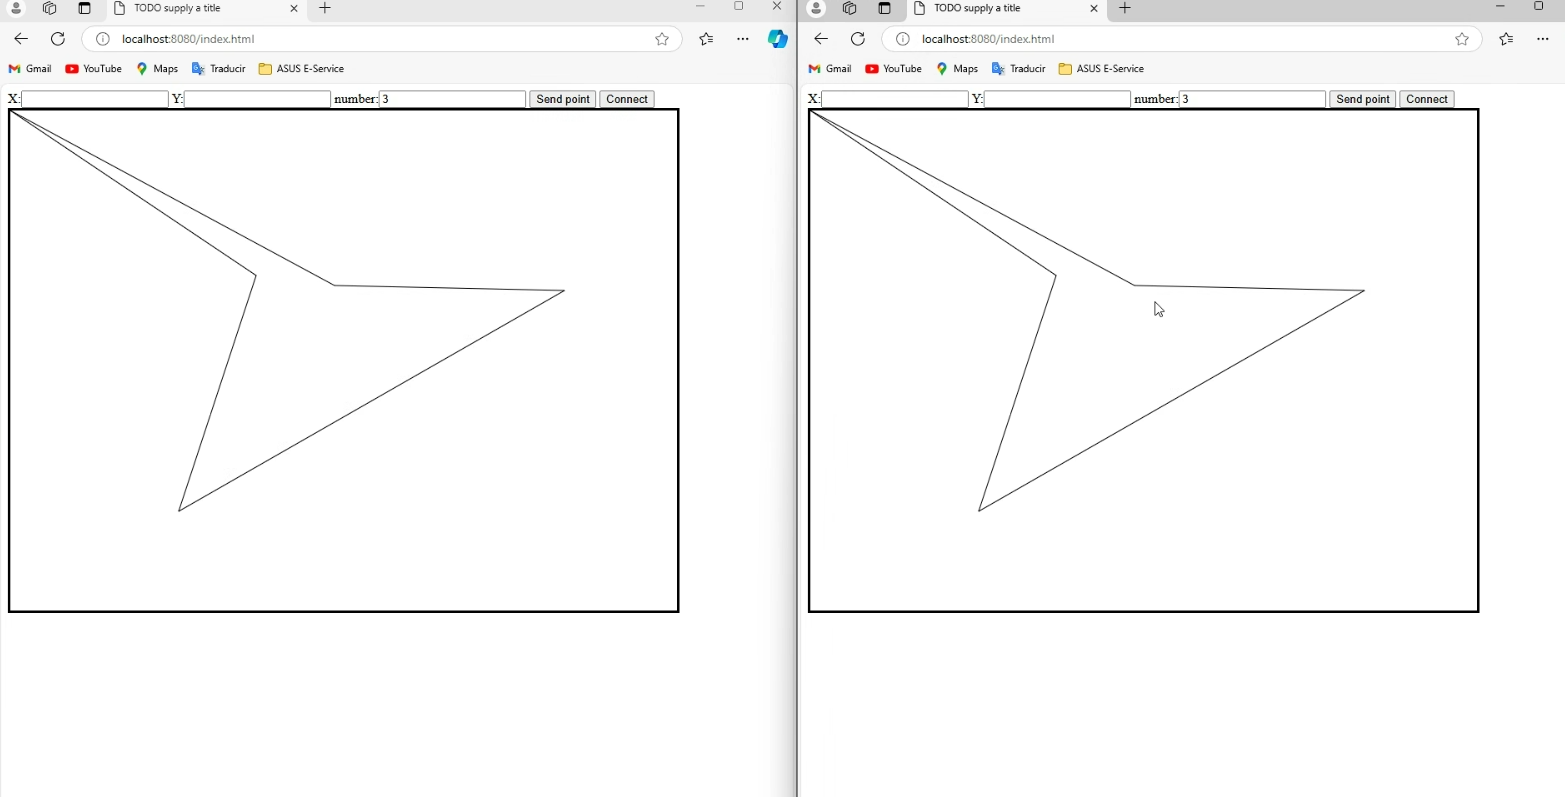 TODO supply a title
localhost:8080/index.html
Gmail YouTube Maps Traducir ASUS E-Service
X: Y: number: 3 Send point Connect
TODO supply a title
localhost:8080/index.html
Gmail YouTube Maps Traducir ASUS E-Service
X: Y: number: 3 Send point Connect